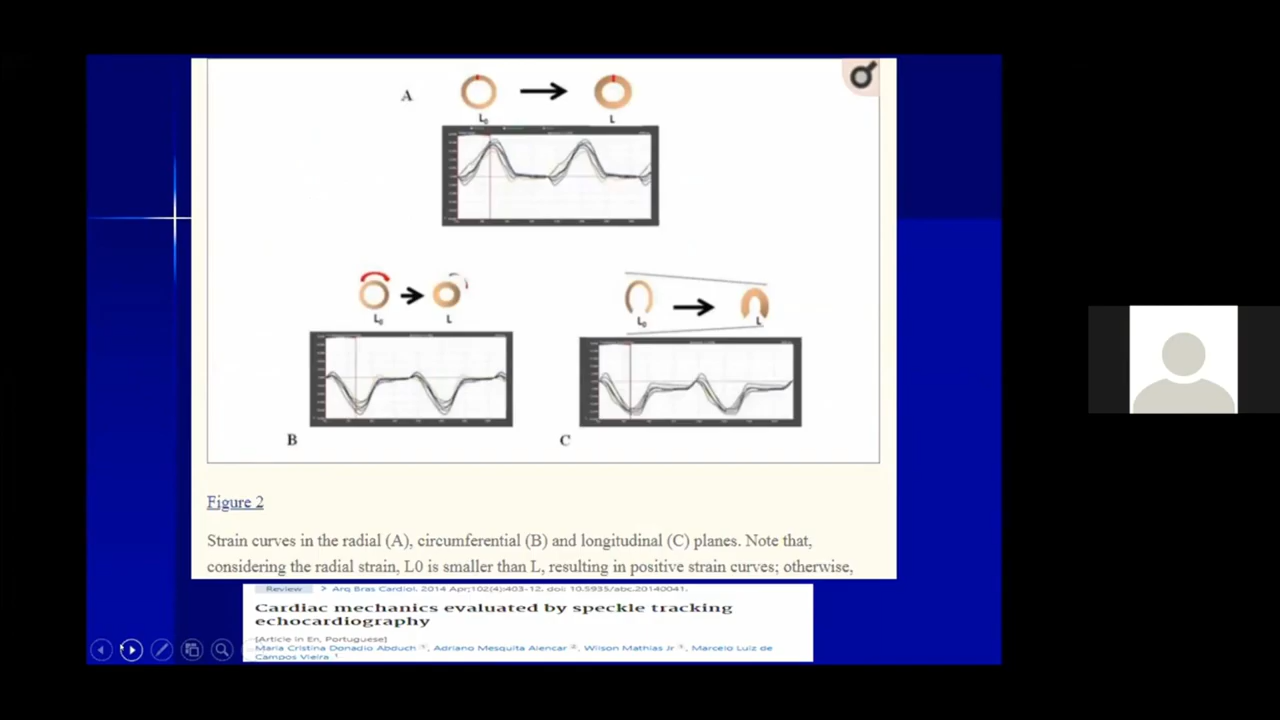 A
L₀
L
L₀
L
L₀
L
B
C
Figure 2
Strain curves in the radial (A), circumferential (B) and longitudinal (C) planes. Note that,
considering the radial strain, L0 is smaller than L, resulting in positive strain curves; otherwise,
Review > Arq Bras Cardiol. 2014 Apr;102(4):403-12. doi: 10.5935/abc.20140041.
Cardiac mechanics evaluated by speckle tracking
echocardiography
[Article in En, Portuguese]
Maria Cristina Donadio Abduch 1, Adriano Mesquita Alencar 2, Wilson Mathias Jr 3, Marcelo Luiz de
Campos Vieira 1